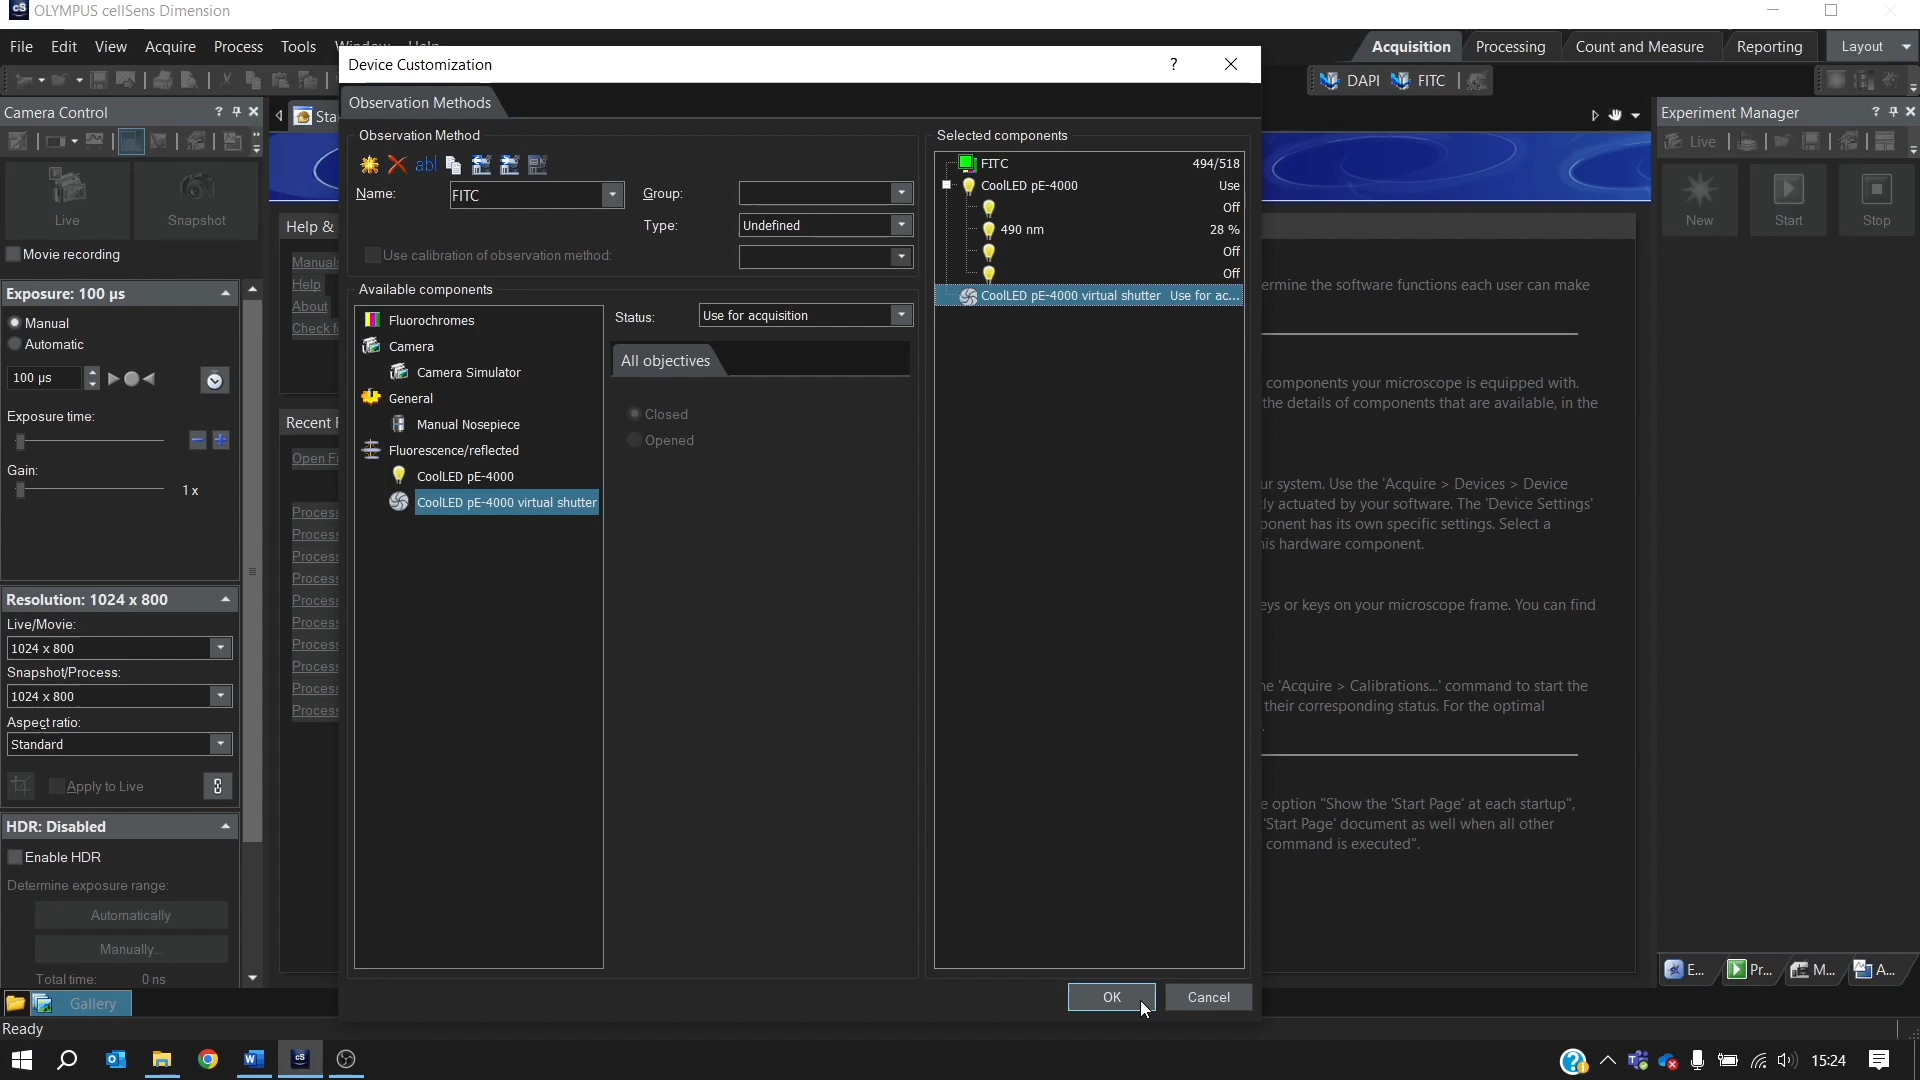 OLYMPUS cellSens Dimension
File Edit View Acquire Process Tools
Acquisition Processing Count and Measure Reporting Layout
DAPI FITC
Camera Control
Live
Snapshot
Movie recording
Exposure: 100 µs
Manual
Automatic
100 µs
Exposure time:
Gain:
1 x
Resolution: 1024 x 800
Live/Movie:
1024 x 800
Snapshot/Process:
1024 x 800
Aspect ratio:
Standard
Apply to Live
HDR: Disabled
Enable HDR
Determine exposure range:
Automatically
Manually...
Total time: 0 ns
Gallery
Ready
Help &
Help
About
Device Customization
Observation Methods
Observation Method
Name: FITC
Group:
Type: Undefined
Use calibration of observation method:
Available components
Fluorochromes
Camera
Camera Simulator
General
Manual Nosepiece
Fluorescence/reflected
CoolLED pE-4000
CoolLED pE-4000 virtual shutter
Status: Use for acquisition
All objectives
Closed
Opened
Selected components
FITC 494/518
CoolLED pE-4000 Use
Off
490 nm 28 %
Off
Off
CoolLED pE-4000 virtual shutter Use for ac...
OK Cancel
ermine the software functions each user can make
components your microscope is equipped with.
the details of components that are available, in the
ur system. Use the 'Acquire > Devices > Device
tly actuated by your software. The 'Device Settings'
ponent has its own specific settings. Select a
his hardware component.
eys or keys on your microscope frame. You can find
he 'Acquire > Calibrations...' command to start the
their corresponding status. For the optimal
e option "Show the 'Start Page' at each startup",
'Start Page' document as well when all other
command is executed".
Experiment Manager
Live
New Start Stop
E... Pr... M... A...
15:24